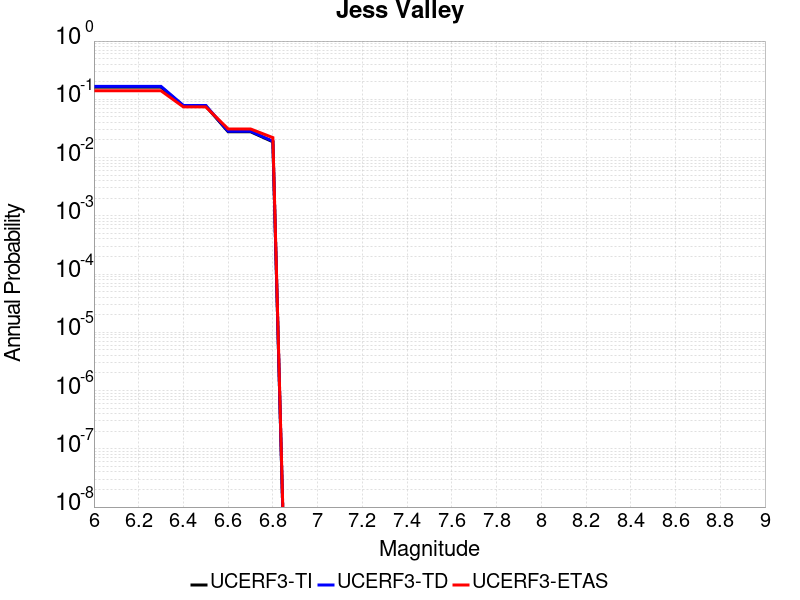 Jess Valley
10^0
10^-1
10^-2
10^-3
10^-4
10^-5
10^-6
10^-7
10^-8
Annual Probability
6 6.2 6.4 6.6 6.8 7 7.2 7.4 7.6 7.8 8 8.2 8.4 8.6 8.8 9
Magnitude
UCERF3-TI UCERF3-TD UCERF3-ETAS